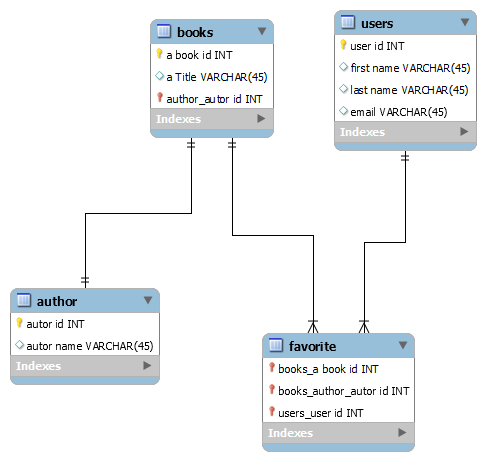 books
a book id INT
a Title VARCHAR(45)
author_autor id INT
Indexes
users
user id INT
first name VARCHAR(45)
last name VARCHAR(45)
email VARCHAR(45)
Indexes
author
autor id INT
autor name VARCHAR(45)
Indexes
favorite
books_a book id INT
books_author_autor id INT
users_user id INT
Indexes